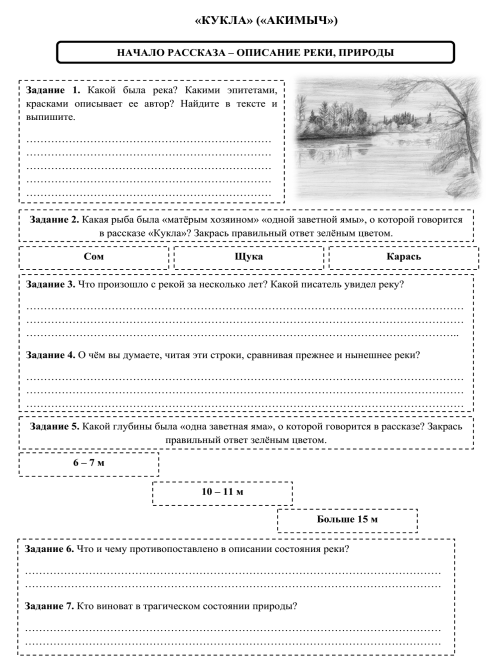 «КУКЛА» («АКИМЫЧ»)
НАЧАЛО РАССКАЗА – ОПИСАНИЕ РЕКИ, ПРИРОДЫ
Задание 1. Какой была река? Какими эпитетами,
красками описывает ее автор? Найдите в тексте и
выпишите.
Задание 2. Какая рыба была «матёрым хозяином» «одной заветной ямы», о которой говорится
в рассказе «Кукла»? Закрась правильный ответ зелёным цветом.
Сом Щука Карась
Задание 3. Что произошло с рекой за несколько лет? Какой писатель увидел реку?
Задание 4. О чём вы думаете, читая эти строки, сравнивая прежнее и нынешнее реки?
Задание 5. Какой глубины была «одна заветная яма», о которой говорится в рассказе? Закрась
правильный ответ зелёным цветом.
6 – 7 м
10 – 11 м
Больше 15 м
Задание 6. Что и чему противопоставлено в описании состояния реки?
Задание 7. Кто виноват в трагическом состоянии природы?